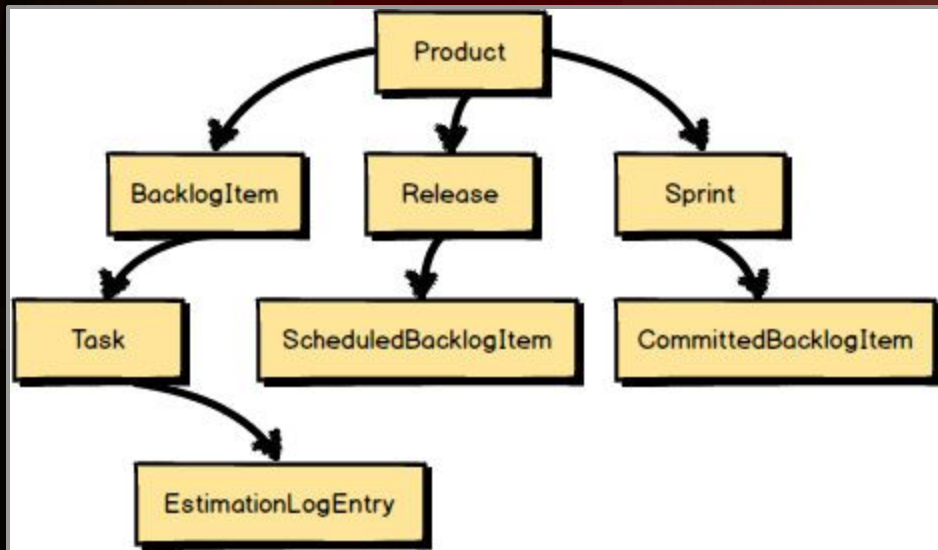 Product
BacklogItem
Release
Sprint
Task
ScheduledBacklogItem
CommittedBacklogItem
EstimationLogEntry